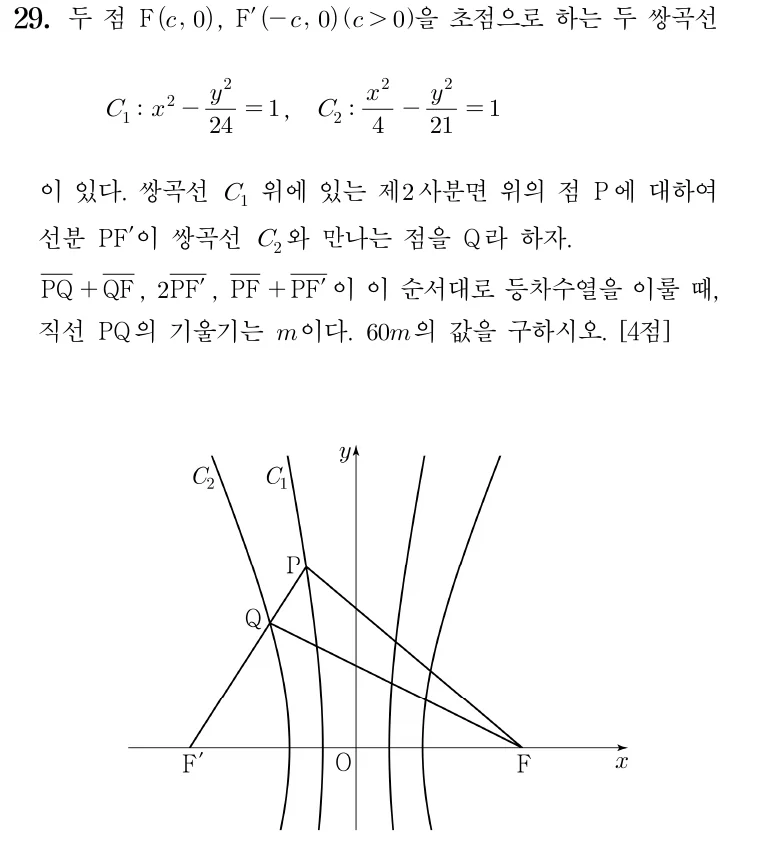 29. 두 점 F(c, 0), F′(−c, 0)(c>0)을 초점으로 하는 두 쌍곡선
C₁ : x² − y²/24 = 1, C₂ : x²/4 − y²/21 = 1
이 있다. 쌍곡선 C₁ 위에 있는 제2사분면 위의 점 P에 대하여
선분 PF′이 쌍곡선 C₂와 만나는 점을 Q라 하자.
P̅Q̅ + Q̅F̅, 2P̅F̅′, P̅F̅ + P̅F̅′이 이 순서대로 등차수열을 이룰 때,
직선 PQ의 기울기는 m이다. 60m의 값을 구하시오. [4점]
y
C₂ C₁
P
Q
F′ O F x